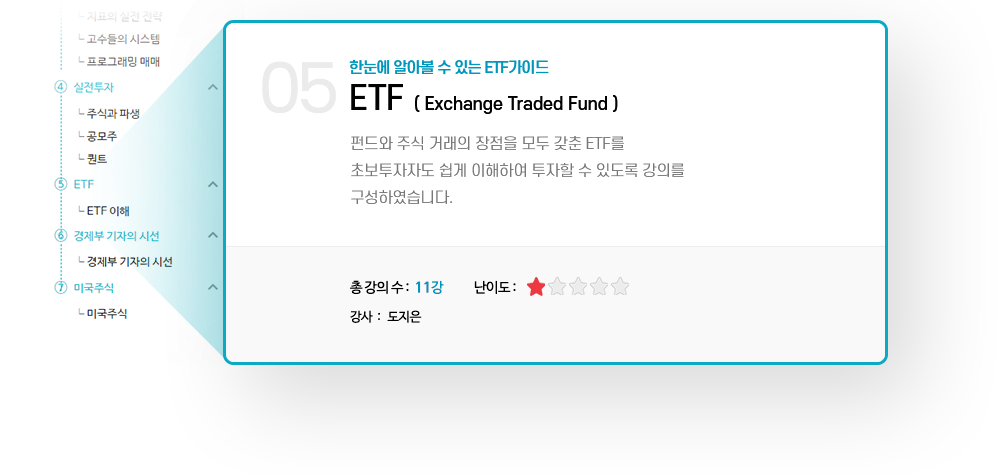 └ 지표의 실전 전략
└ 고수들의 시스템
└ 프로그래밍 매매
④ 실전투자
└ 주식과 파생
└ 공모주
└ 퀀트
⑤ ETF
└ ETF 이해
⑥ 경제부 기자의 시선
└ 경제부 기자의 시선
⑦ 미국주식
└ 미국주식
05
한눈에 알아볼 수 있는 ETF가이드
ETF ( Exchange Traded Fund )
펀드와 주식 거래의 장점을 모두 갖춘 ETF를
초보투자자도 쉽게 이해하여 투자할 수 있도록 강의를
구성하였습니다.
총 강의 수 : 11강 난이도 :
강사 : 도지은